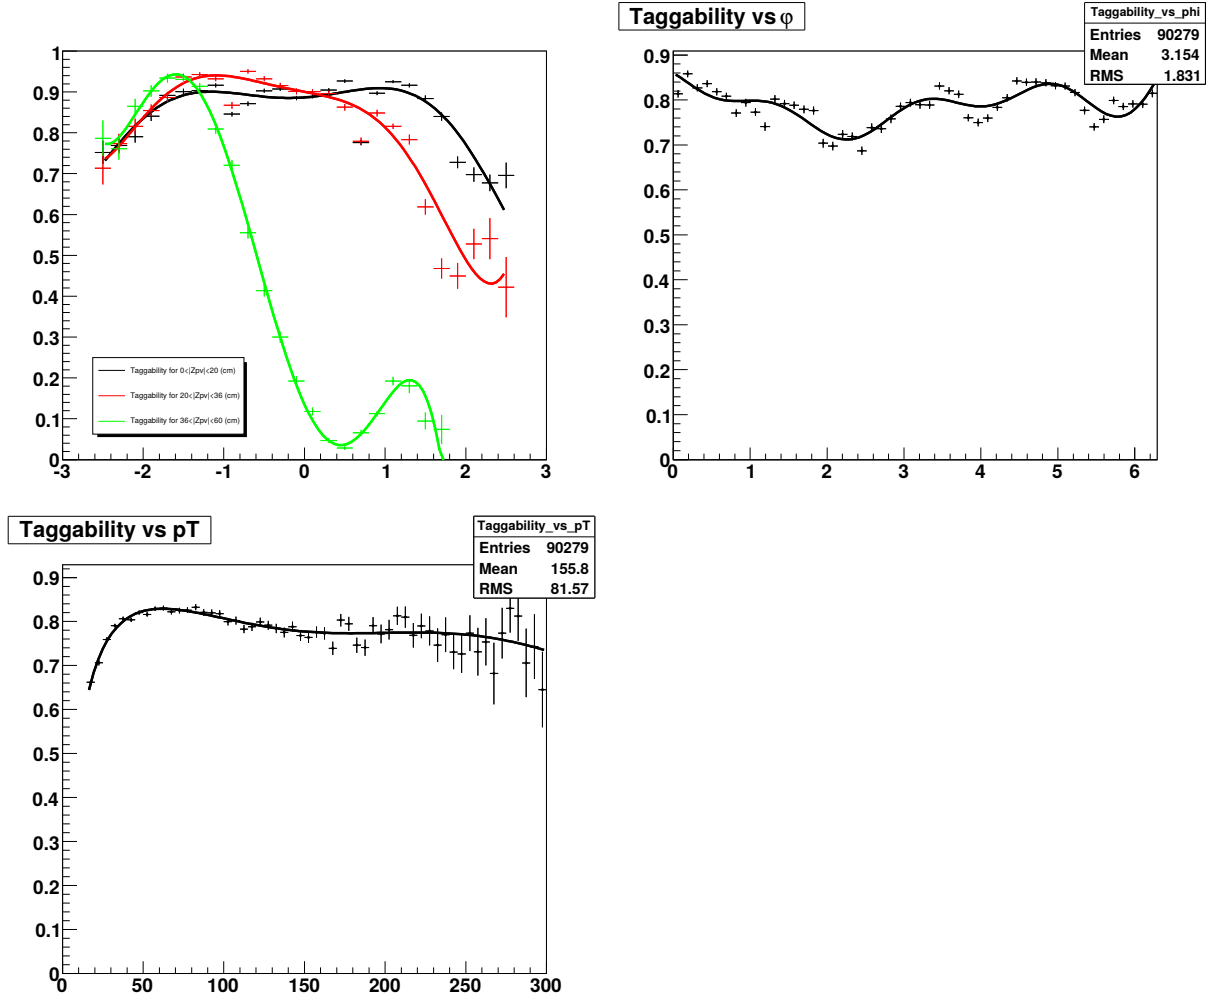 1
0.9
0.8
0.7
0.6
0.5
0.4
0.3
0.2
0.1
0
-3 -2 -1 0 1 2 3
Taggability for 0<|Zpv|<20 (cm)
Taggability for 20<|Zpv|<36 (cm)
Taggability for 36<|Zpv|<60 (cm)
Taggability vs φ
Taggability_vs_phi
Entries 90279
Mean 3.154
RMS 1.831
0.9
0.8
0.7
0.6
0.5
0.4
0.3
0.2
0.1
0
0 1 2 3 4 5 6
Taggability vs pT
Taggability_vs_pT
Entries 90279
Mean 155.8
RMS 81.57
0.9
0.8
0.7
0.6
0.5
0.4
0.3
0.2
0.1
0
0 50 100 150 200 250 300